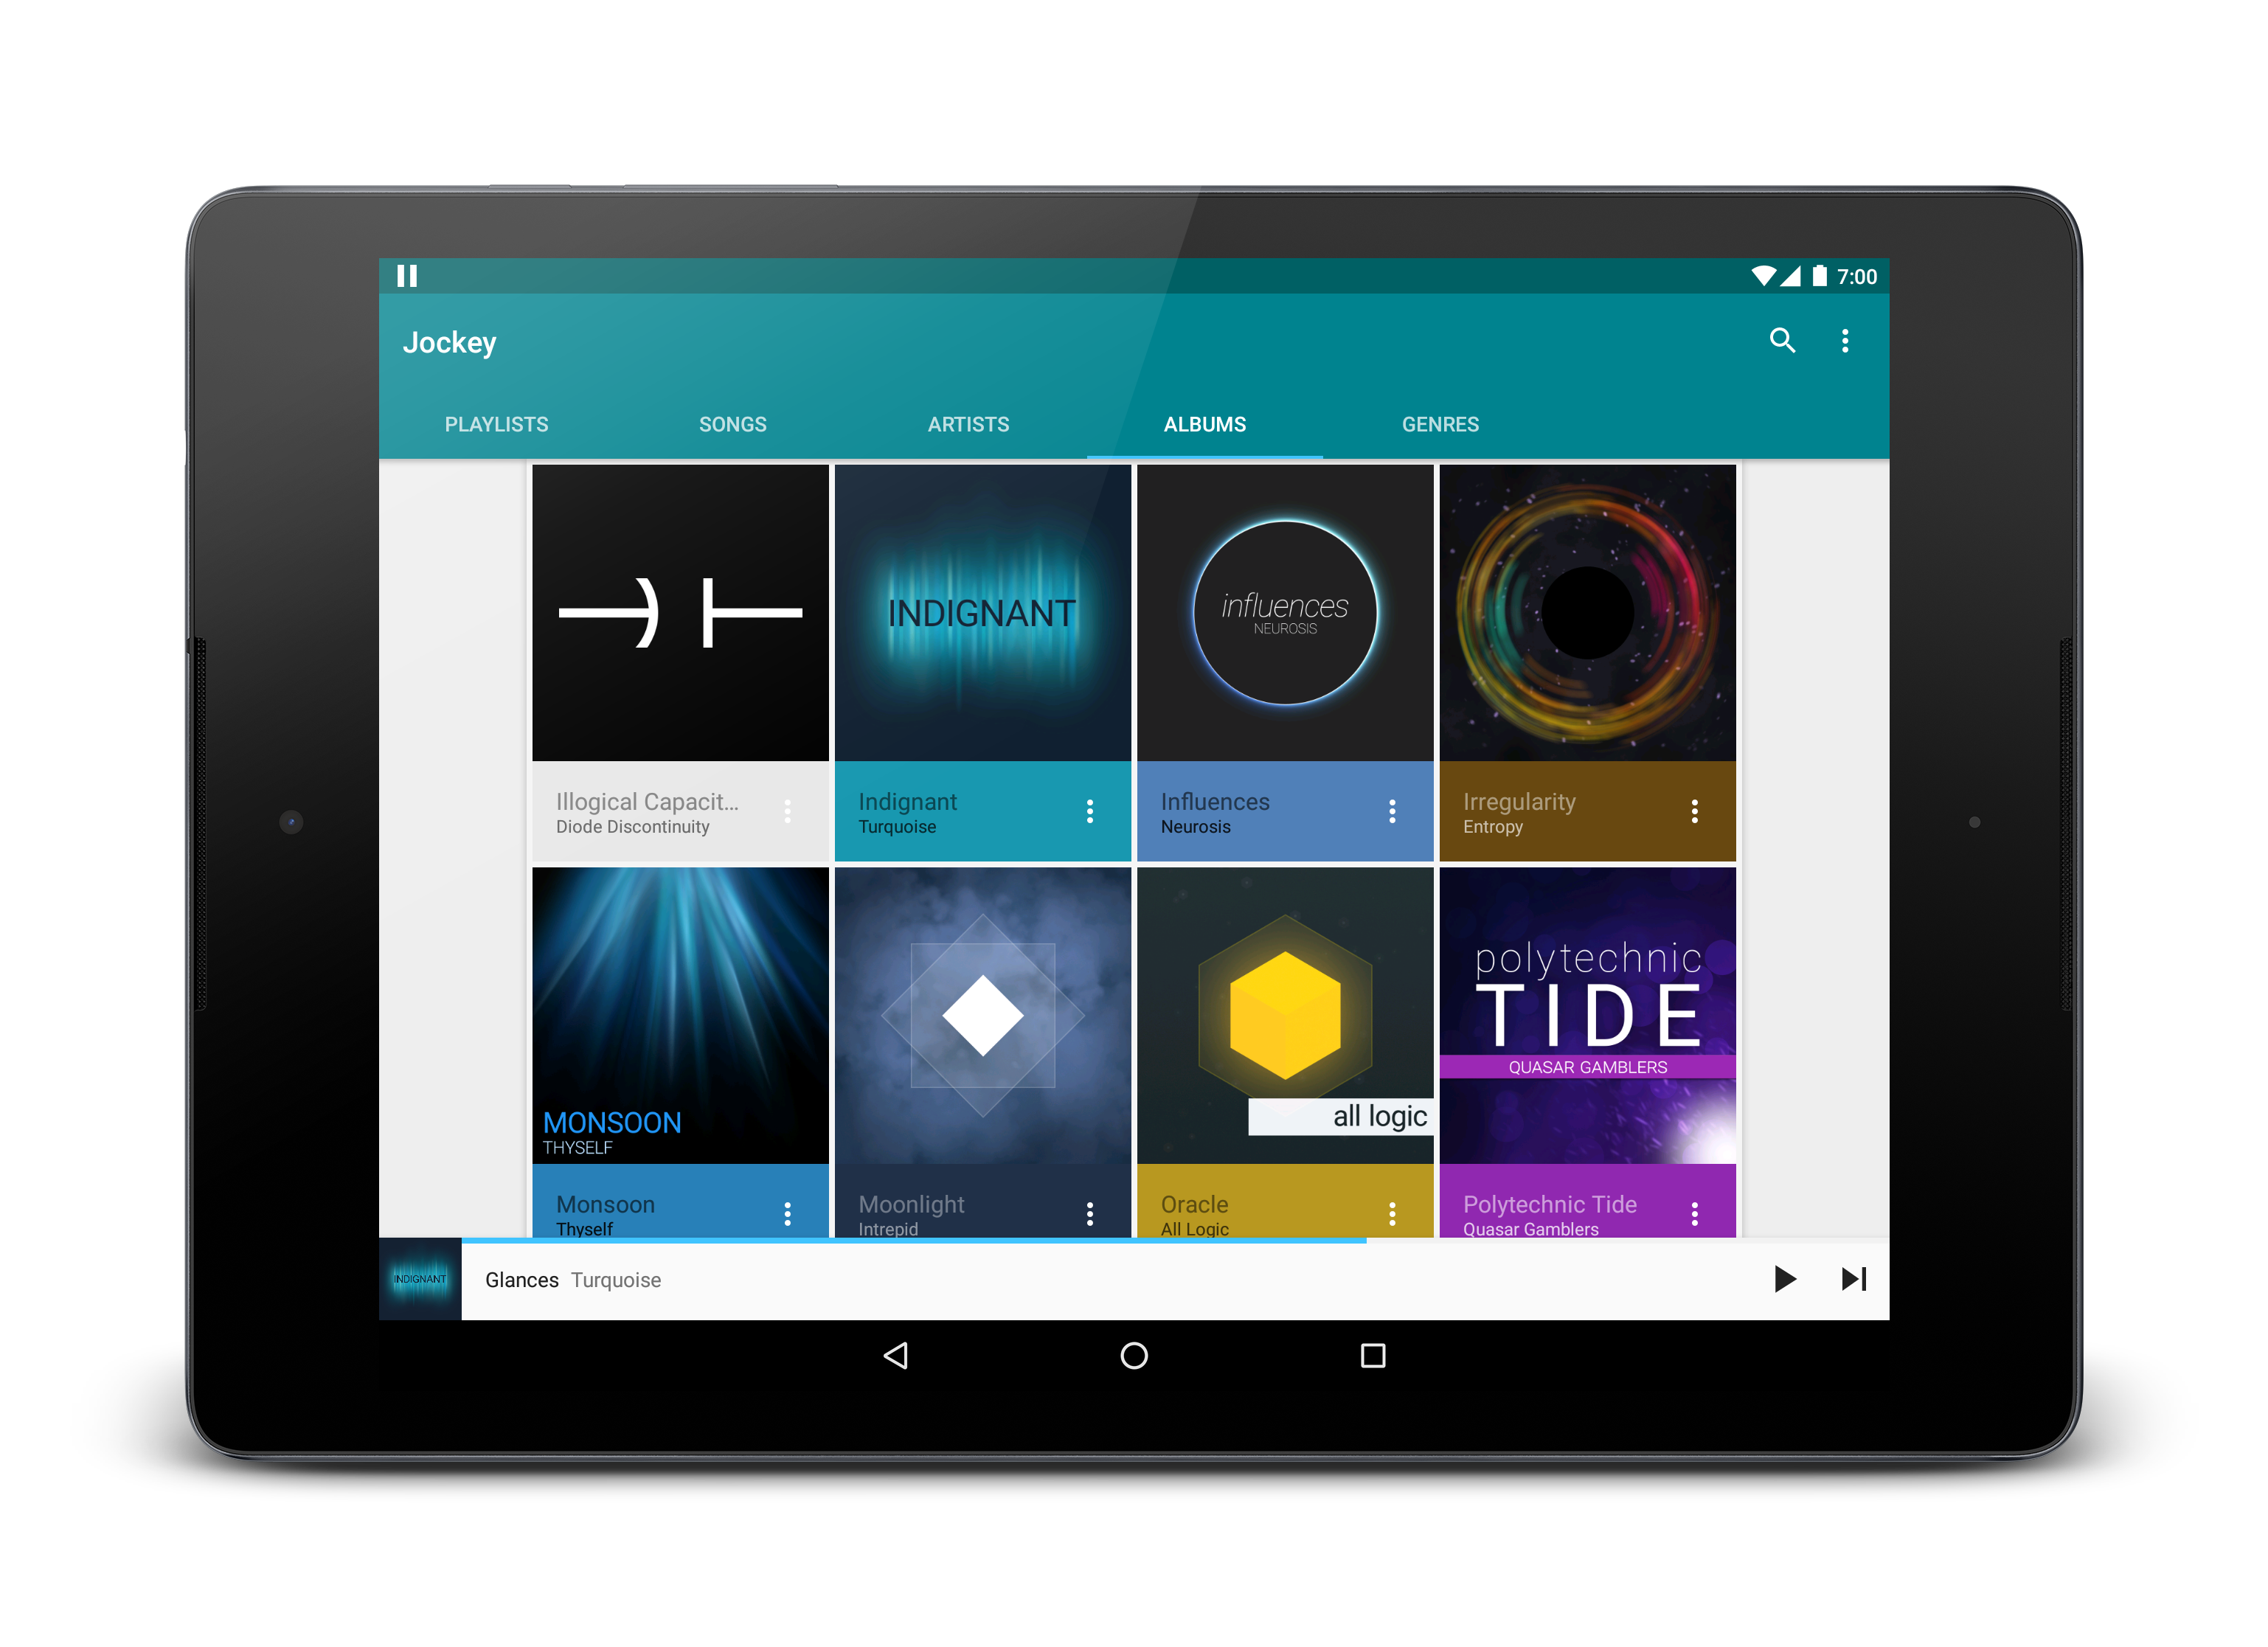 7:00
Jockey
PLAYLISTS SONGS ARTISTS ALBUMS GENRES
INDIGNANT
influences
NEUROSIS
Illogical Capacit...
Diode Discontinuity
Indignant
Turquoise
Influences
Neurosis
Irregularity
Entropy
MONSOON
THYSELF
all logic
polytechnic
TIDE
QUASAR GAMBLERS
Monsoon
Thyself
Moonlight
Intrepid
Oracle
All Logic
Polytechnic Tide
Quasar Gamblers
INDIGNANT
Glances Turquoise